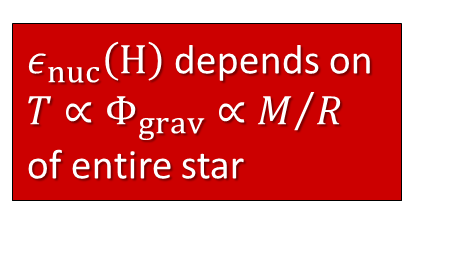 ϵ_nuc(H) depends on
T ∝ Φ_grav ∝ M/R
of entire star